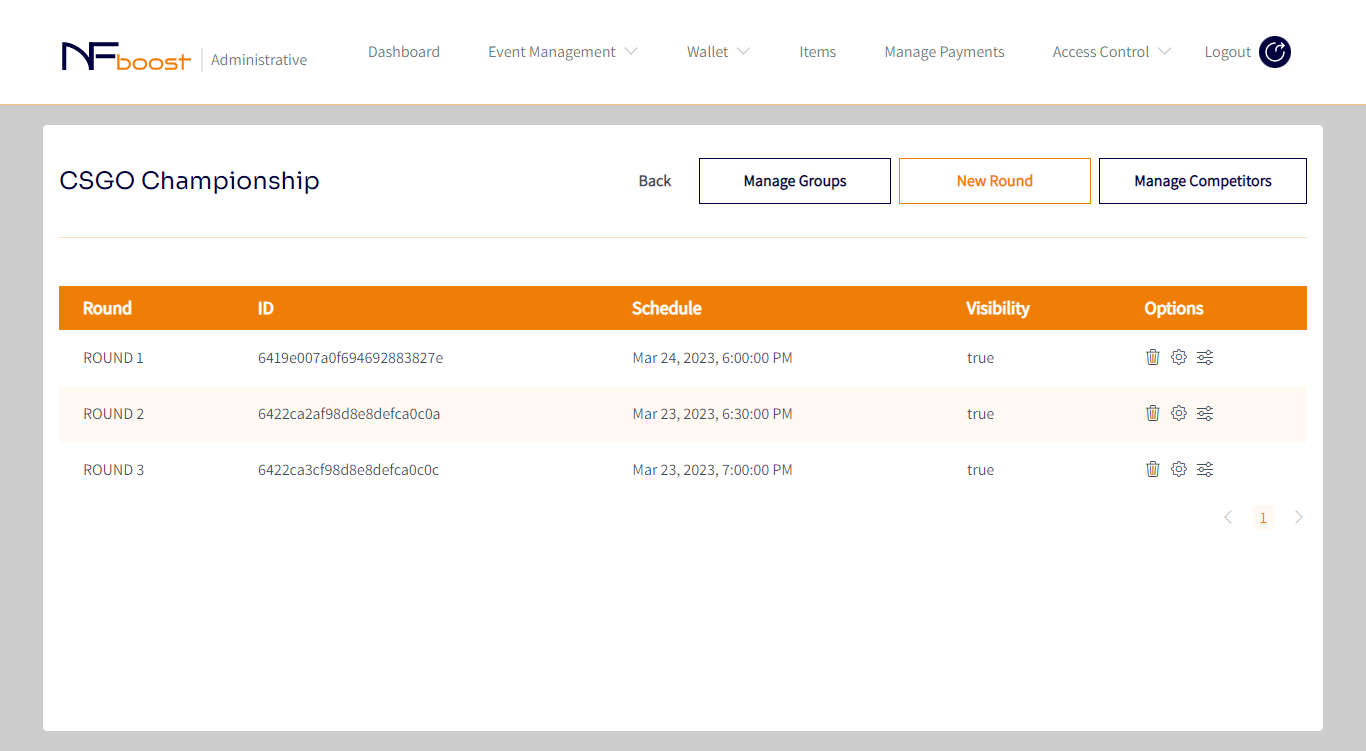 NFboost Administrative Dashboard Event Management Wallet Items Manage Payments Access Control Logout
CSGO Championship Back Manage Groups New Round Manage Competitors
Round ID Schedule Visibility Options
ROUND 1 6419e007a0f694692883827e Mar 24, 2023, 6:00:00 PM true
ROUND 2 6422ca2af98d8e8defca0c0a Mar 23, 2023, 6:30:00 PM true
ROUND 3 6422ca3cf98d8e8defca0c0c Mar 23, 2023, 7:00:00 PM true
1